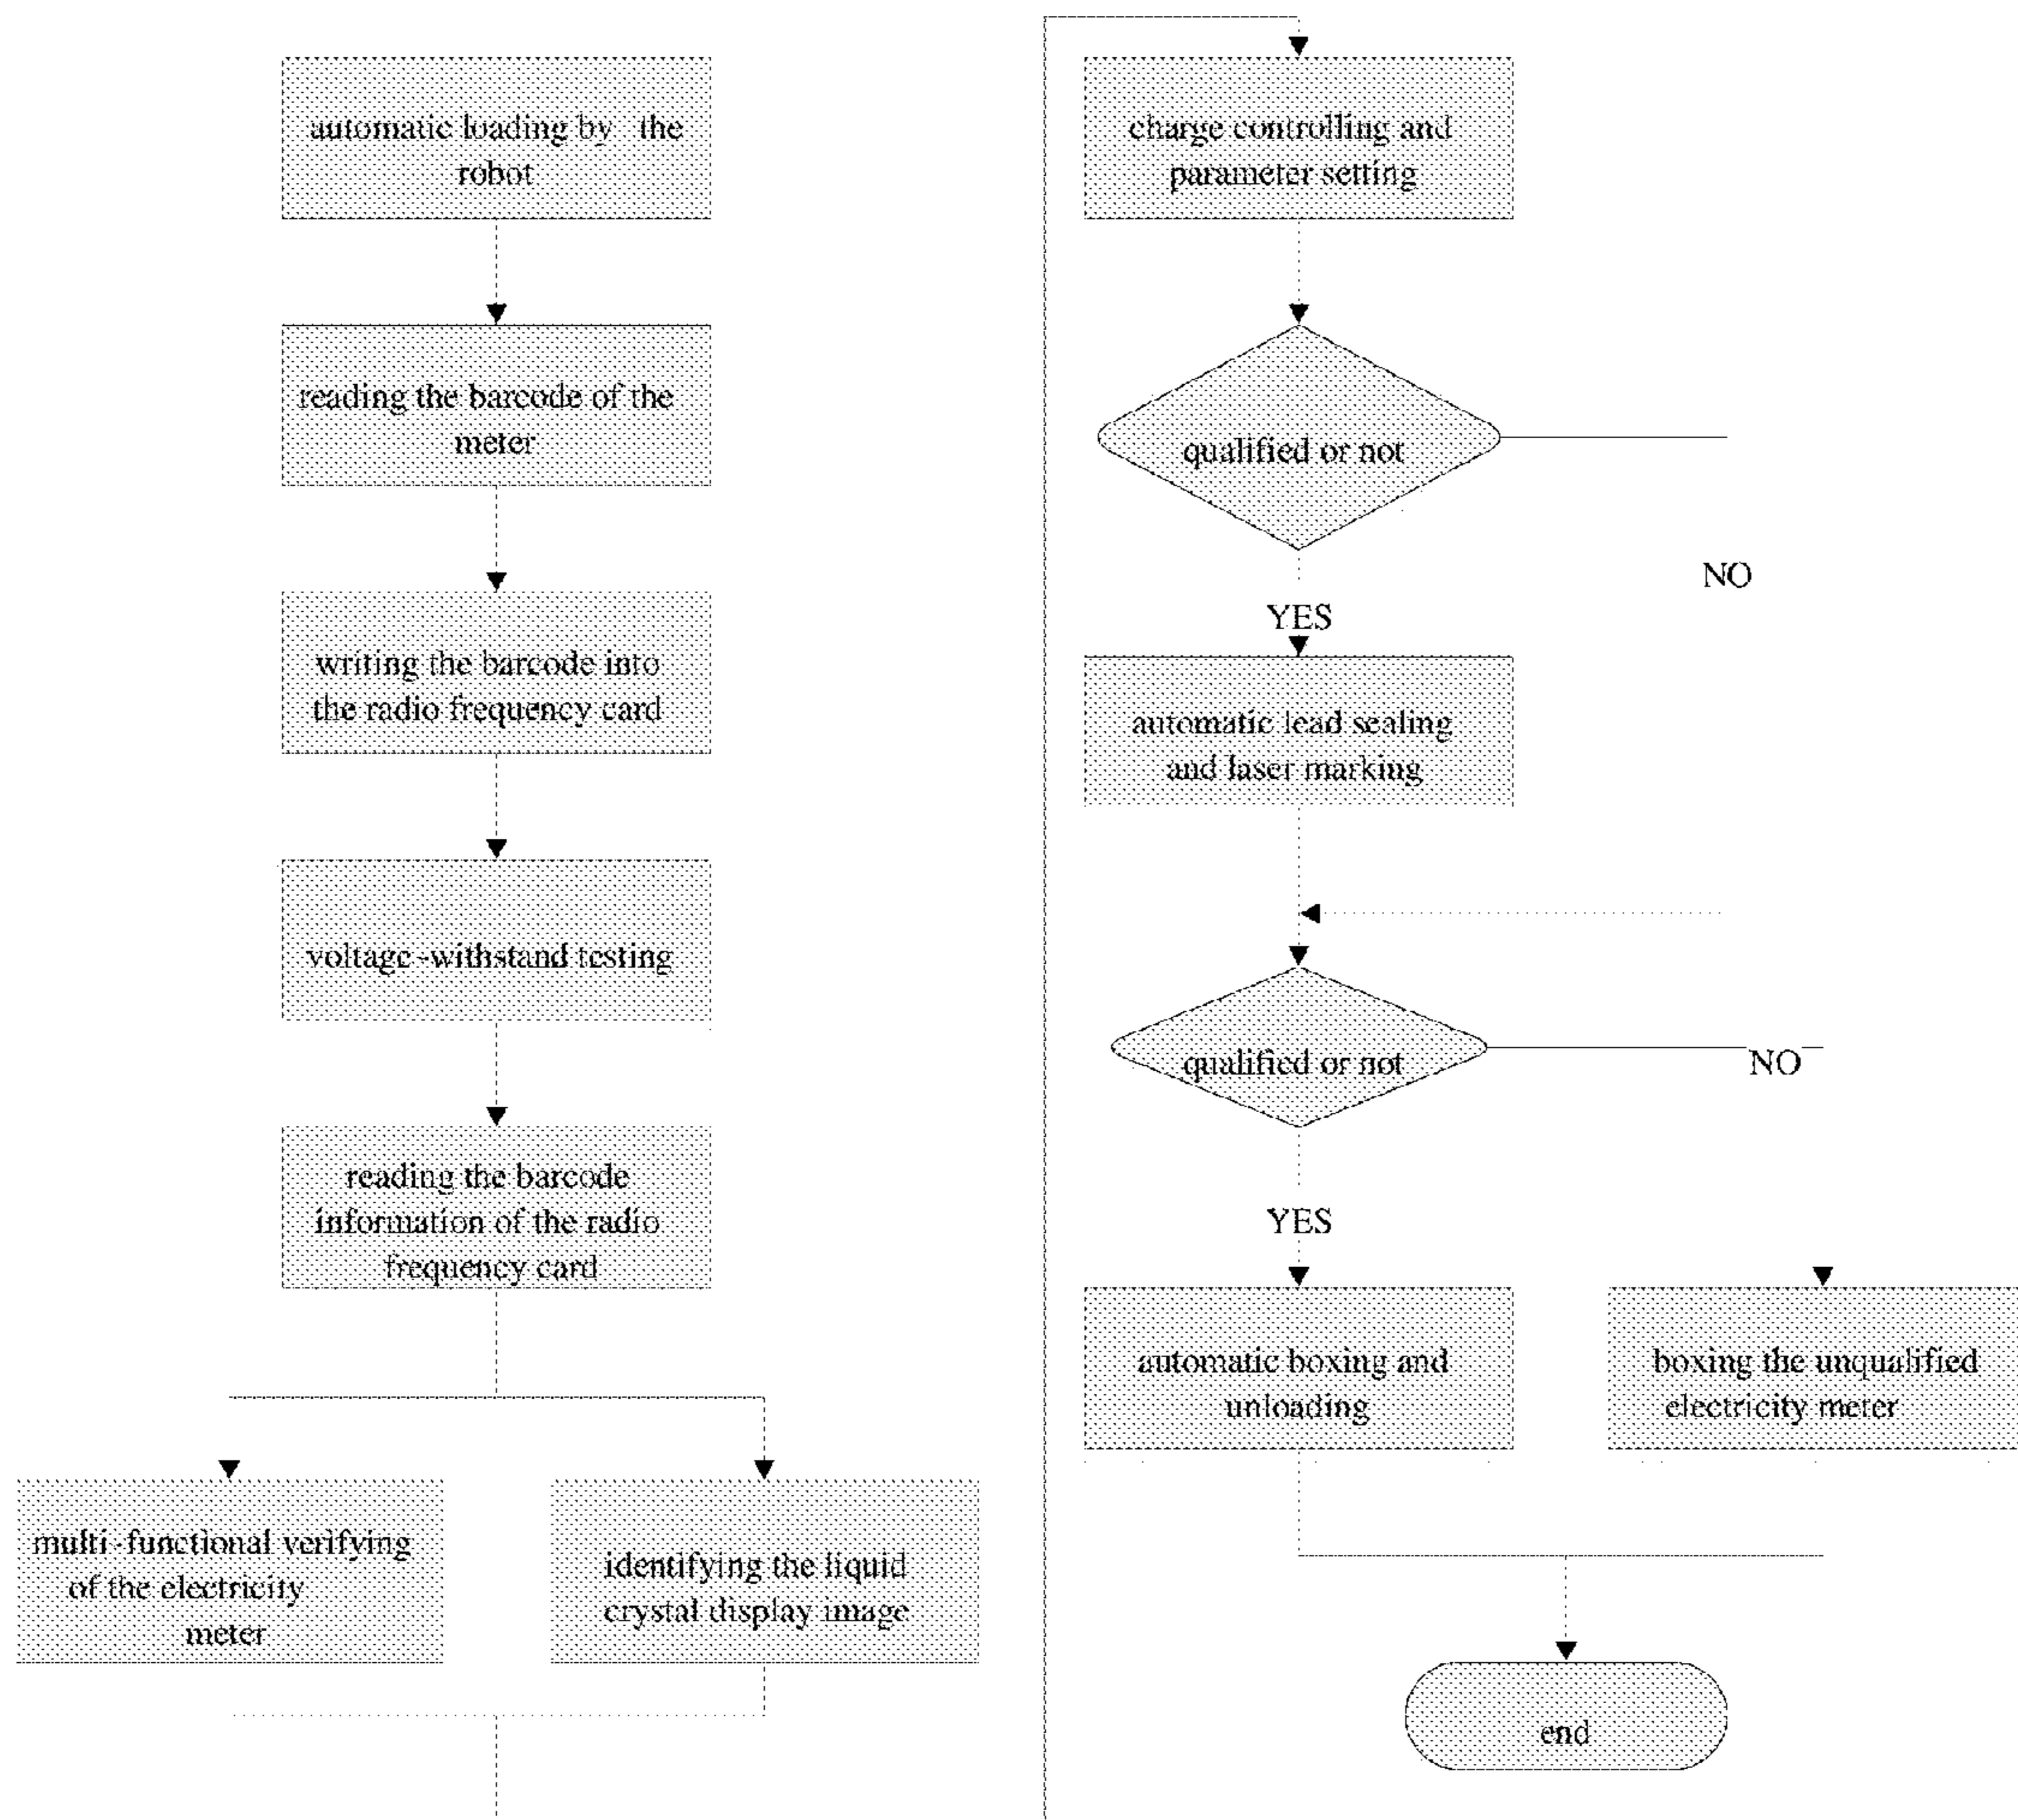 automatic loading by the
robot
reading the barcode of the
meter
writing the barcode into
the radio frequency card
voltage-withstand testing
reading the barcode
information of the radio
frequency card
multi-functional verifying
of the electricity
meter
identifying the liquid
crystal display image
charge controlling and
parameter setting
qualified or not
NO
YES
automatic lead sealing
and laser marking
qualified or not
NO
YES
automatic boxing and
unloading
boxing the unqualified
electricity meter
end